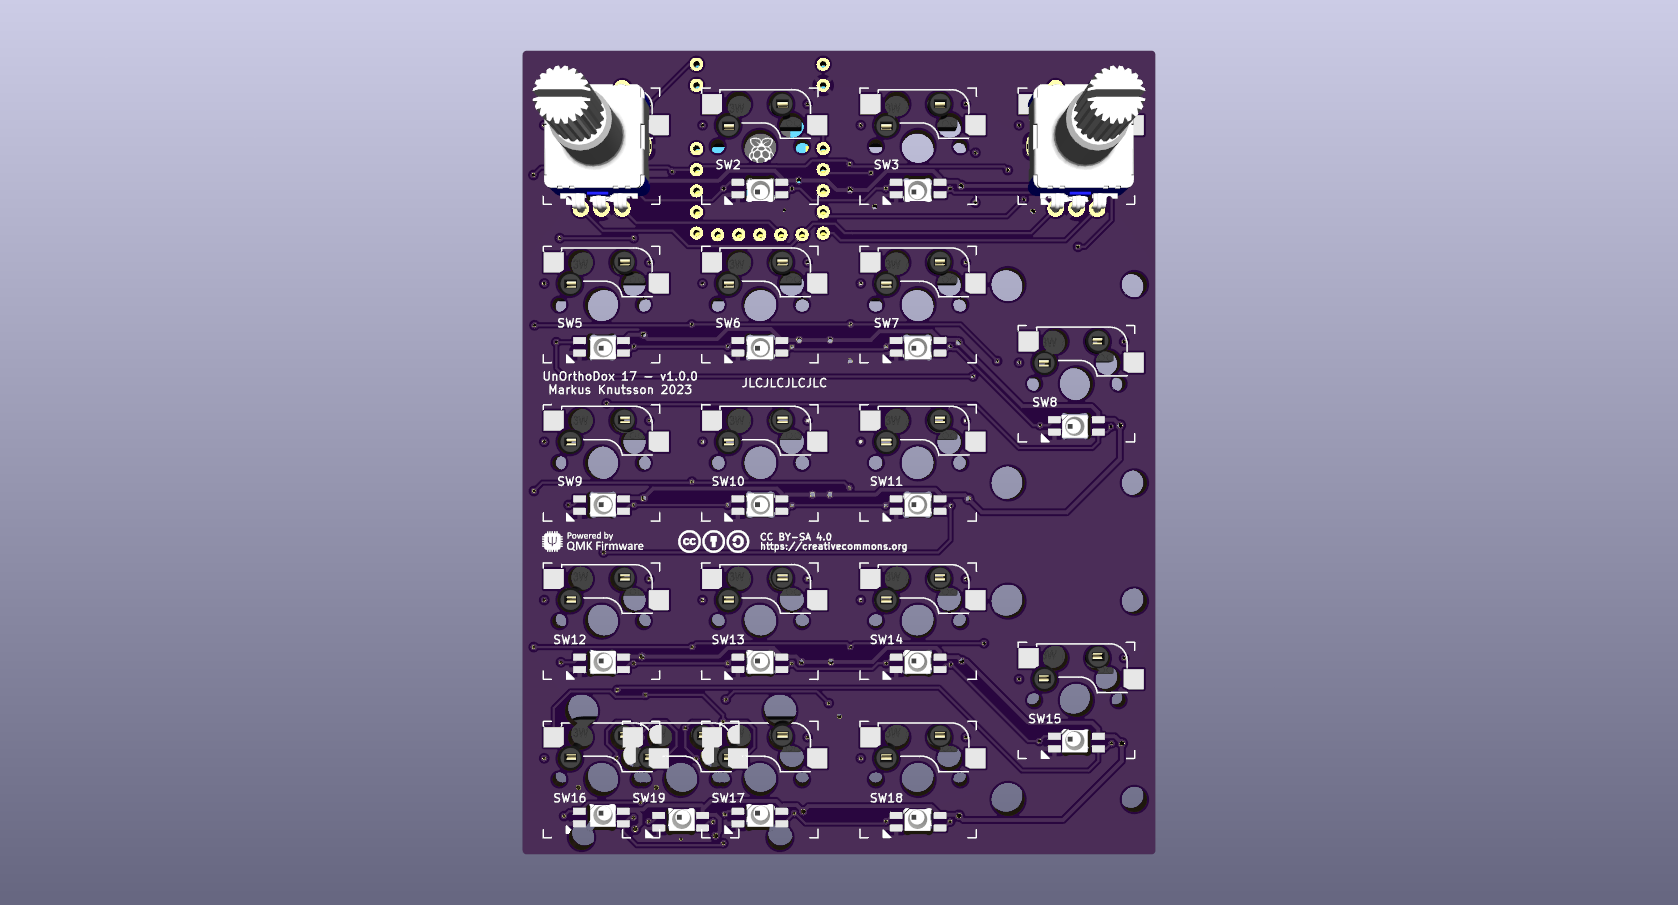 SW2
SW3
SW5
SW6
SW7
UnOrthoDox 17 – v1.0.0
Markus Knutsson 2023
JLCJLCJLCJLC
SW8
SW9
SW10
SW11
Powered by
QMK Firmware
cc
CC BY-SA 4.0
https://creativecommons.org
SW12
SW13
SW14
SW15
SW16
SW19
SW17
SW18